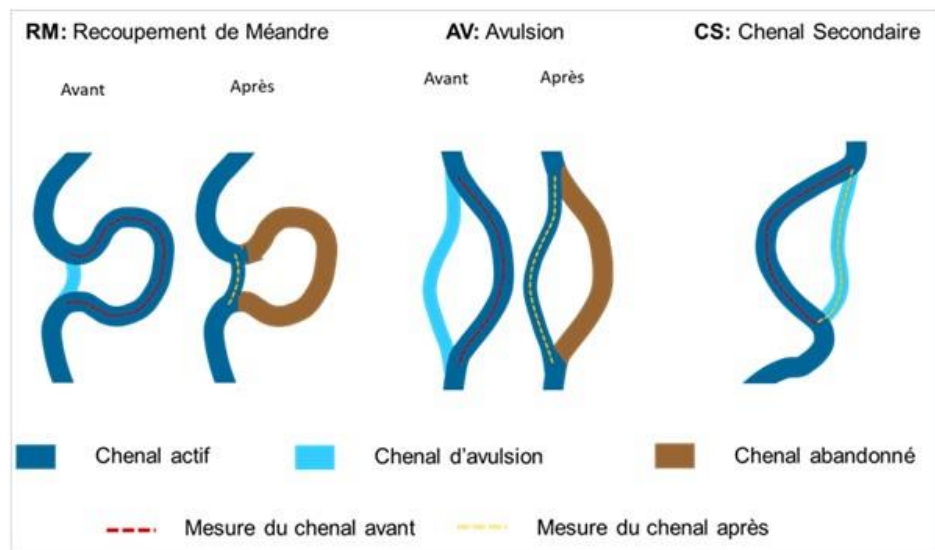 RM: Recoupement de Méandre
AV: Avulsion
CS: Chenal Secondaire
Avant
Après
Avant
Après
Chenal actif
Chenal d'avulsion
Chenal abandonné
Mesure du chenal avant
Mesure du chenal après